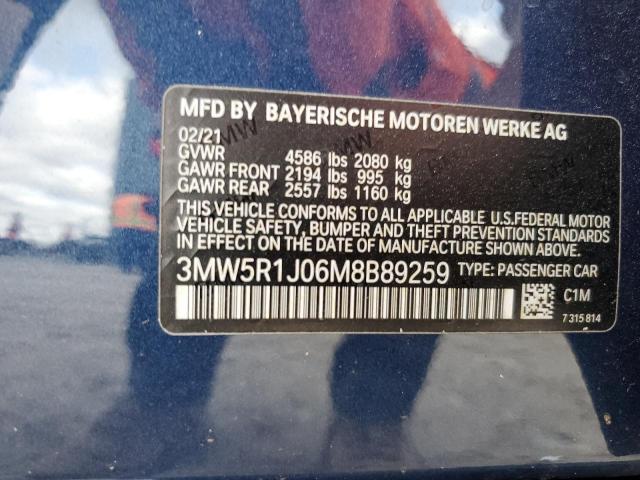 MFD BY BAYERISCHE MOTOREN WERKE AG
02/21
GVWR 4586 lbs 2080 kg
GAWR FRONT 2194 lbs 995 kg
GAWR REAR 2557 lbs 1160 kg
THIS VEHICLE CONFORMS TO ALL APPLICABLE U.S.FEDERAL MOTOR
VEHICLE SAFETY, BUMPER AND THEFT PREVENTION STANDARDS
IN EFFECT ON THE DATE OF MANUFACTURE SHOWN ABOVE.
3MW5R1J06M8B89259 TYPE: PASSENGER CAR
C1M
7 315 814